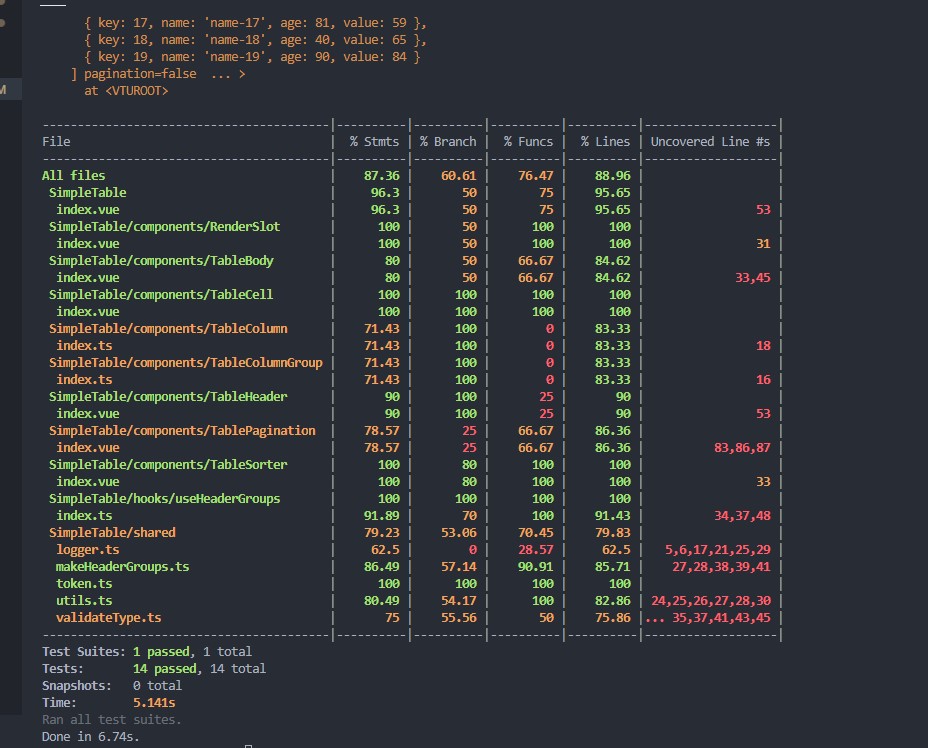 { key: 17, name: 'name-17', age: 81, value: 59 },
{ key: 18, name: 'name-18', age: 40, value: 65 },
{ key: 19, name: 'name-19', age: 90, value: 84 }
] pagination=false ... >
at <VTUROOT>
----------------------------------------|----------|----------|----------|----------|-------------------|
File | % Stmts | % Branch | % Funcs | % Lines | Uncovered Line #s |
----------------------------------------|----------|----------|----------|----------|-------------------|
All files | 87.36 | 60.61 | 76.47 | 88.96 | |
SimpleTable | 96.3 | 50 | 75 | 95.65 | |
index.vue | 96.3 | 50 | 75 | 95.65 | 53 |
SimpleTable/components/RenderSlot | 100 | 50 | 100 | 100 | |
index.vue | 100 | 50 | 100 | 100 | 31 |
SimpleTable/components/TableBody | 80 | 50 | 66.67 | 84.62 | |
index.vue | 80 | 50 | 66.67 | 84.62 | 33,45 |
SimpleTable/components/TableCell | 100 | 100 | 100 | 100 | |
index.vue | 100 | 100 | 100 | 100 | |
SimpleTable/components/TableColumn | 71.43 | 100 | 0 | 83.33 | |
index.ts | 71.43 | 100 | 0 | 83.33 | 18 |
SimpleTable/components/TableColumnGroup | 71.43 | 100 | 0 | 83.33 | |
index.ts | 71.43 | 100 | 0 | 83.33 | 16 |
SimpleTable/components/TableHeader | 90 | 100 | 25 | 90 | |
index.vue | 90 | 100 | 25 | 90 | 53 |
SimpleTable/components/TablePagination | 78.57 | 25 | 66.67 | 86.36 | |
index.vue | 78.57 | 25 | 66.67 | 86.36 | 83,86,87 |
SimpleTable/components/TableSorter | 100 | 80 | 100 | 100 | |
index.vue | 100 | 80 | 100 | 100 | 33 |
SimpleTable/hooks/useHeaderGroups | 100 | 100 | 100 | 100 | |
index.ts | 91.89 | 70 | 100 | 91.43 | 34,37,48 |
SimpleTable/shared | 79.23 | 53.06 | 70.45 | 79.83 | |
logger.ts | 62.5 | 0 | 28.57 | 62.5 | 5,6,17,21,25,29 |
makeHeaderGroups.ts | 86.49 | 57.14 | 90.91 | 85.71 | 27,28,38,39,41 |
token.ts | 100 | 100 | 100 | 100 | |
utils.ts | 80.49 | 54.17 | 100 | 82.86 | 24,25,26,27,28,30 |
validateType.ts | 75 | 55.56 | 50 | 75.86 |... 35,37,41,43,45 |
----------------------------------------|----------|----------|----------|----------|-------------------|
Test Suites: 1 passed, 1 total
Tests: 14 passed, 14 total
Snapshots: 0 total
Time: 5.141s
Ran all test suites.
Done in 6.74s.